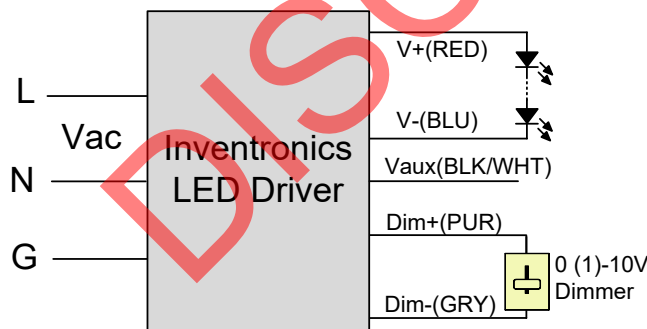 V+(RED)
L
Vac
V-(BLU)
Inventronics
LED Driver
N
Vaux(BLK/WHT)
Dim+(PUR)
G
0 (1)-10V
Dimmer
Dim-(GRY)
DISC